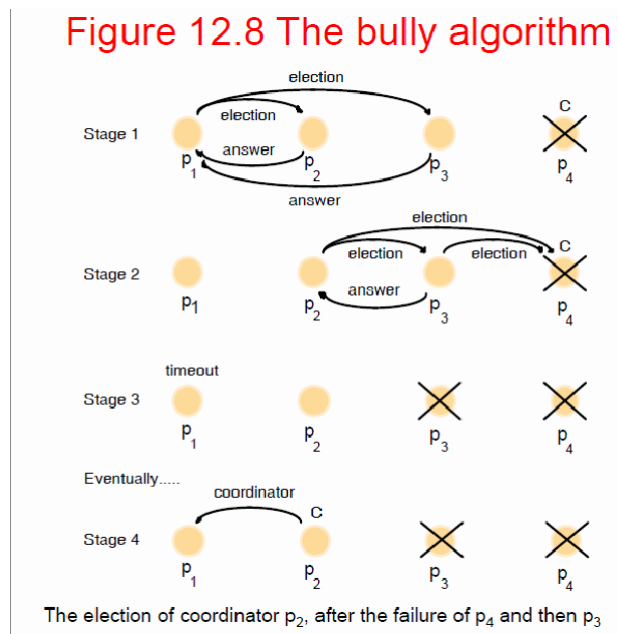 Figure 12.8 The bully algorithm
election
election
C
Stage 1
answer
p1
p2
p3
p4
answer
election
C
election
election
Stage 2
answer
p1
p2
p3
p4
timeout
Stage 3
p1
p2
p3
p4
Eventually.....
coordinator
C
Stage 4
p1
p2
p3
p4
The election of coordinator p2, after the failure of p4 and then p3